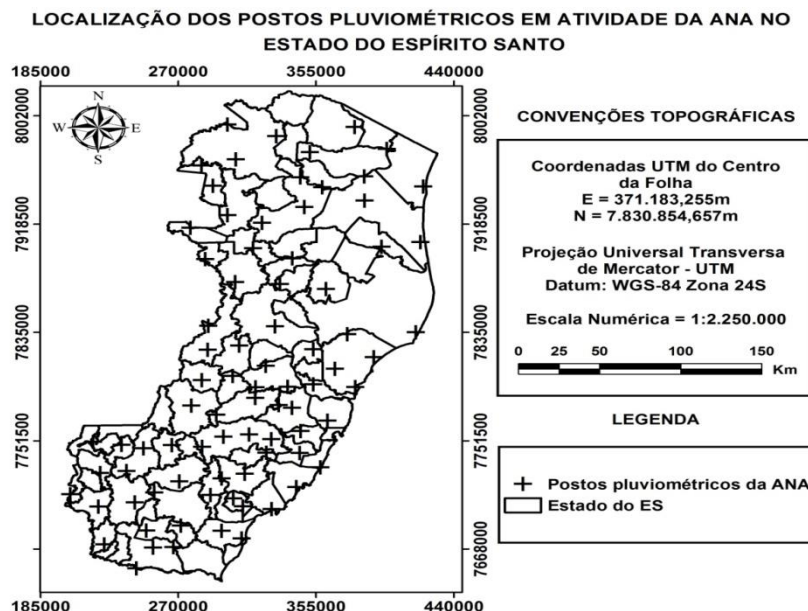 LOCALIZAÇÃO DOS POSTOS PLUVIOMÉTRICOS EM ATIVIDADE DA ANA NO
ESTADO DO ESPÍRITO SANTO
185000 270000 355000 440000
N
W E
S
8002000
7918500
7835000
7751500
7668000
8002000
7918500
7835000
7751500
7668000
185000 270000 355000 440000
CONVENÇÕES TOPOGRÁFICAS
Coordenadas UTM do Centro
da Folha
E = 371.183,255m
N = 7.830.854,657m
Projeção Universal Transversa
de Mercator - UTM
Datum: WGS-84 Zona 24S
Escala Numérica = 1:2.250.000
0 25 50 100 150
Km
LEGENDA
Postos pluviométricos da ANA
Estado do ES